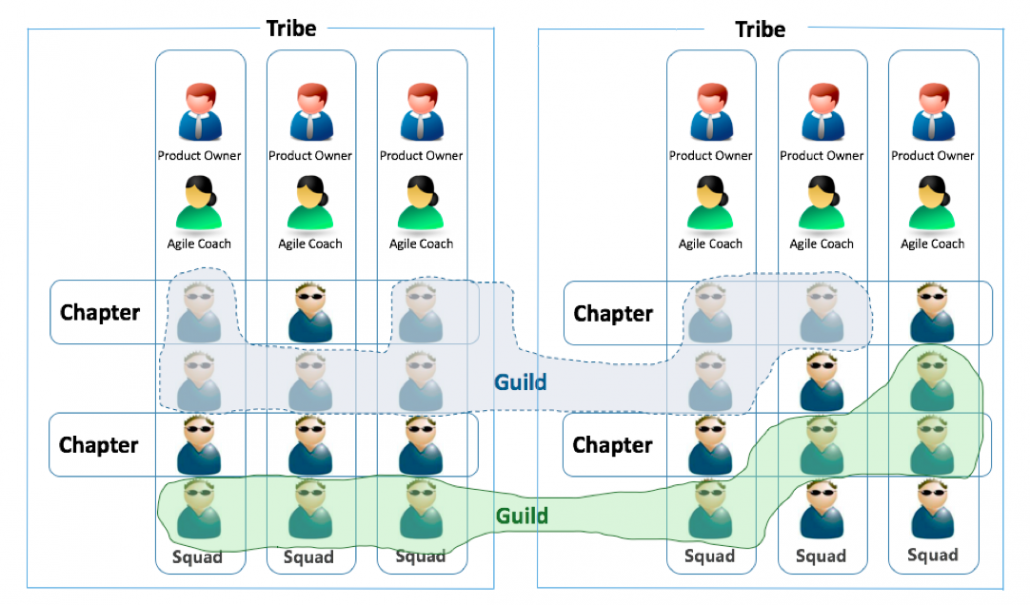 Tribe
Tribe
Product Owner Product Owner Product Owner
Product Owner Product Owner Product Owner
Agile Coach Agile Coach Agile Coach
Agile Coach Agile Coach Agile Coach
Chapter
Chapter
Guild
Chapter
Chapter
Guild
Squad Squad Squad
Squad Squad Squad